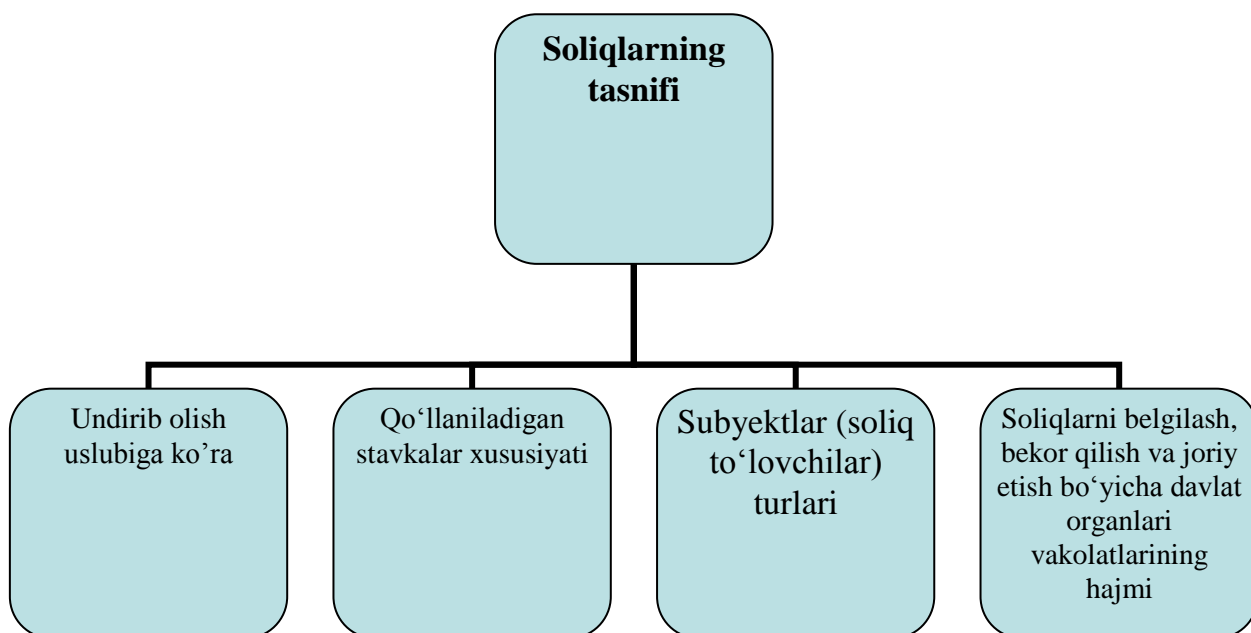 Soliqlarning
tasnifi
Undirib olish
uslubiga ko’ra
Qo‘llaniladigan
stavkalar xususiyati
Subyektlar (soliq
to‘lovchilar)
turlari
Soliqlarni belgilash,
bekor qilish va joriy
etish bo‘yicha davlat
organlari
vakolatlarining
hajmi